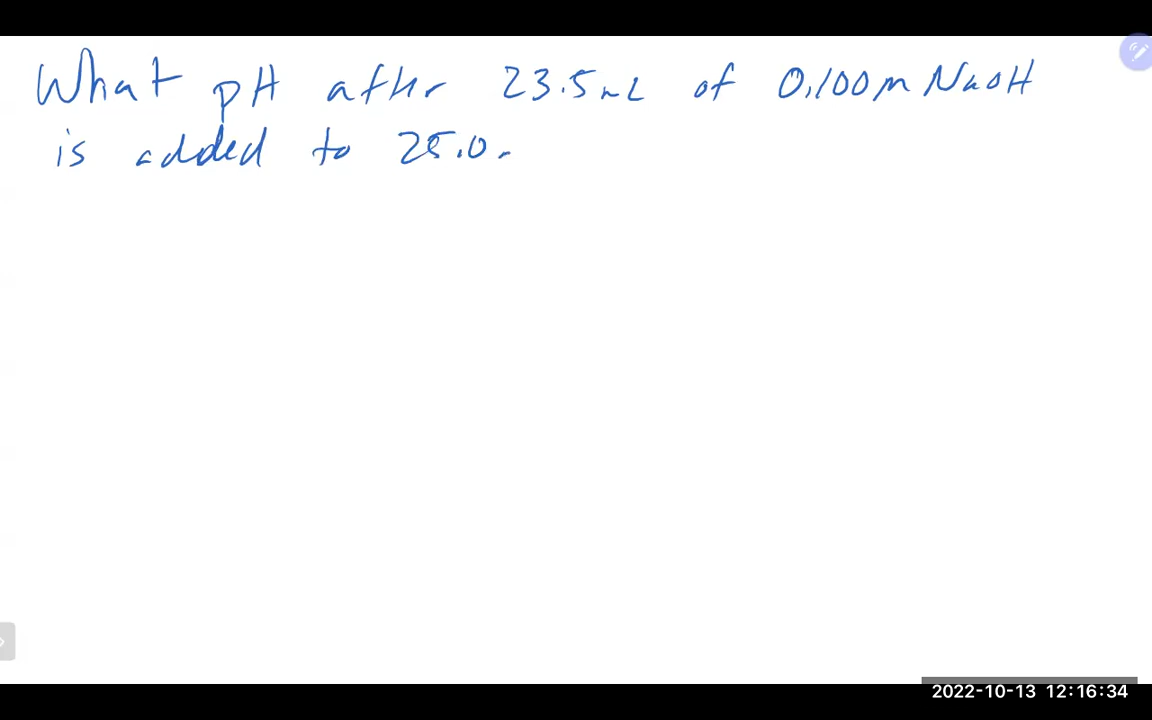 What pH after 23.5mL of 0.100M NaOH
is added to 25.0
2022-10-13 12:16:34